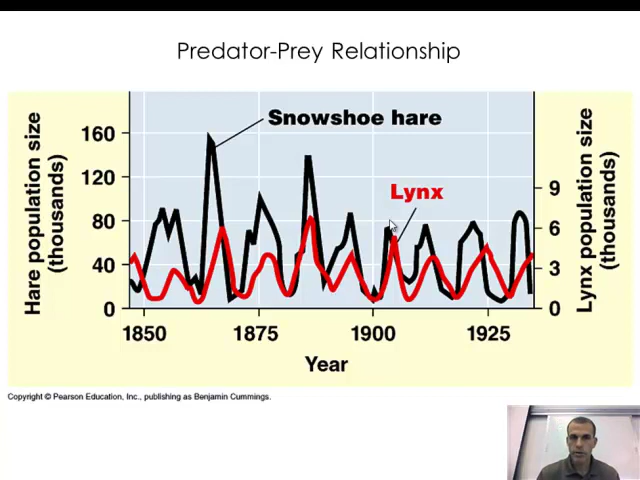 Predator-Prey Relationship
Snowshoe hare
Lynx
Hare population size
(thousands)
160
120
80
40
0
Lynx population size
(thousands)
9
6
3
0
1850
1875
1900
1925
Year
Copyright © Pearson Education, Inc., publishing as Benjamin Cummings.